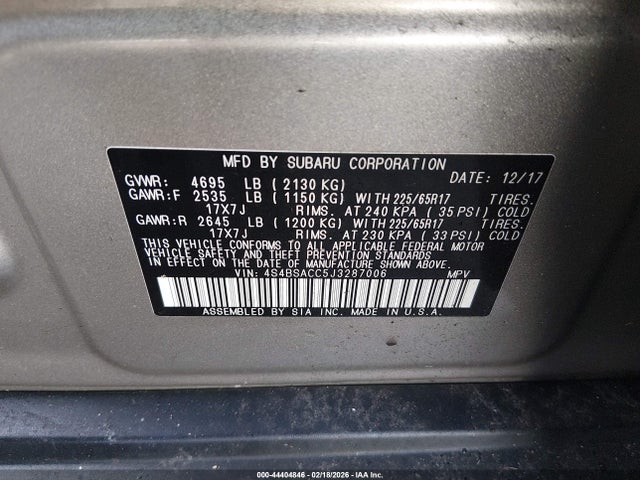 MFD BY SUBARU CORPORATION
GVWR: 4695 LB (2130 KG) DATE: 12/17
GAWR:F 2535 LB (1150 KG) WITH 225/65R17 TIRES.
17X7J RIMS. AT 240 KPA (35 PSI) COLD
GAWR:R 2645 LB (1200 KG) WITH 225/65R17 TIRES.
17X7J RIMS. AT 230 KPA (33 PSI) COLD
THIS VEHICLE CONFORMS TO ALL APPLICABLE FEDERAL MOTOR
VEHICLE SAFETY AND THEFT PREVENTION STANDARDS
IN EFFECT ON THE DATE OF MANUFACTURE SHOWN ABOVE.
VIN: 4S4BSACC5J3287006 MPV
ASSEMBLED BY SIA INC. MADE IN U.S.A.
000-44404846 - 02/18/2026 - IAA Inc.